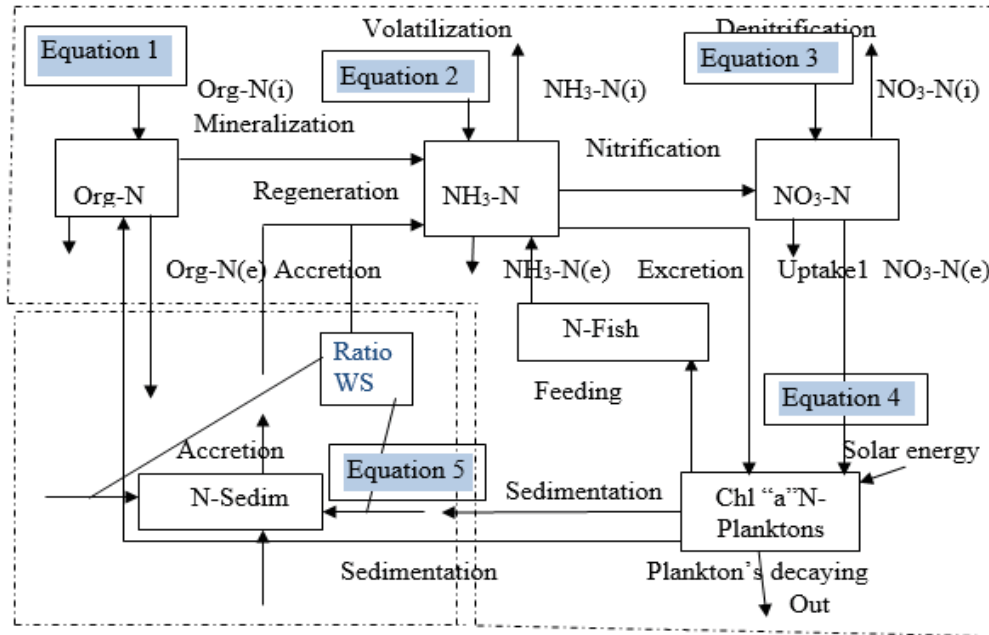 Volatilization
Denitrification
Equation 1
Equation 2
Equation 3
Org-N(i)
NH₃-N(i)
NO₃-N(i)
Mineralization
Nitrification
Org-N
Regeneration
NH₃-N
NO₃-N
Org-N(e) Accretion
NH₃-N(e)
Excretion
Uptake1 NO₃-N(e)
N-Fish
Ratio
WS
Feeding
Equation 4
Accretion
Equation 5
Solar energy
N-Sedim
Sedimentation
Chl “a”N-
Planktons
Sedimentation
Plankton’s decaying
Out